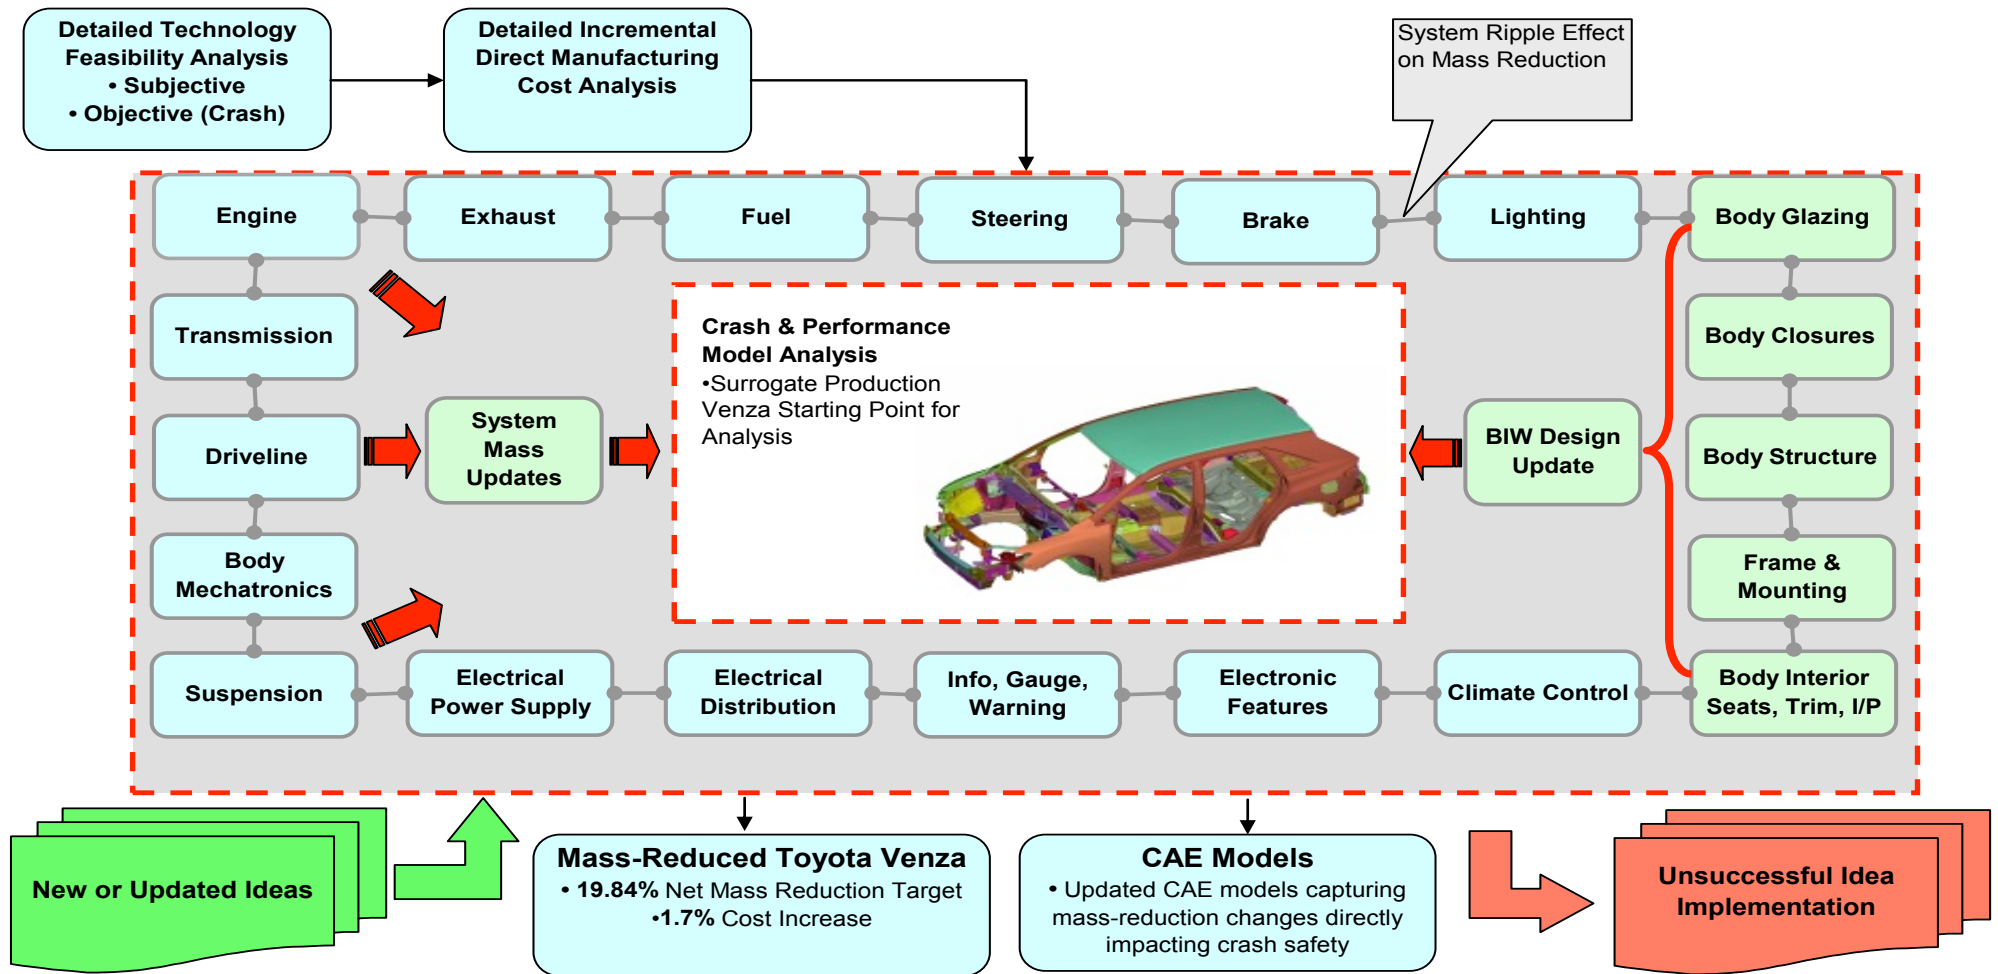 Detailed Technology
Feasibility Analysis
• Subjective
• Objective (Crash)
Detailed Incremental
Direct Manufacturing
Cost Analysis
System Ripple Effect
on Mass Reduction
Engine
Exhaust
Fuel
Steering
Brake
Lighting
Body Glazing
Transmission
Body Closures
Crash & Performance
Model Analysis
•Surrogate Production
Venza Starting Point for
Analysis
Driveline
System
Mass
Updates
BIW Design
Update
Body Structure
Body
Mechatronics
Frame &
Mounting
Suspension
Electrical
Power Supply
Electrical
Distribution
Info, Gauge,
Warning
Electronic
Features
Climate Control
Body Interior
Seats, Trim, I/P
New or Updated Ideas
Mass-Reduced Toyota Venza
• 19.84% Net Mass Reduction Target
•1.7% Cost Increase
CAE Models
• Updated CAE models capturing
mass-reduction changes directly
impacting crash safety
Unsuccessful Idea
Implementation